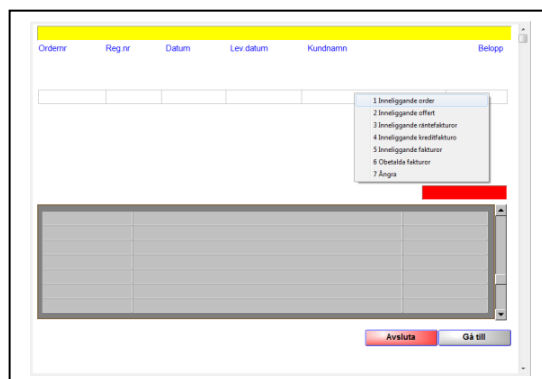 Ordernr Reg.nr Datum Lev.datum Kundnamn Belopp
1 Inneliggande order
2 Inneliggande offert
3 Inneliggande räntefakturor
4 Inneliggande kreditfakturo
5 Inneliggande fakturor
6 Obetalda fakturor
7 Ångra
Avsluta Gå till